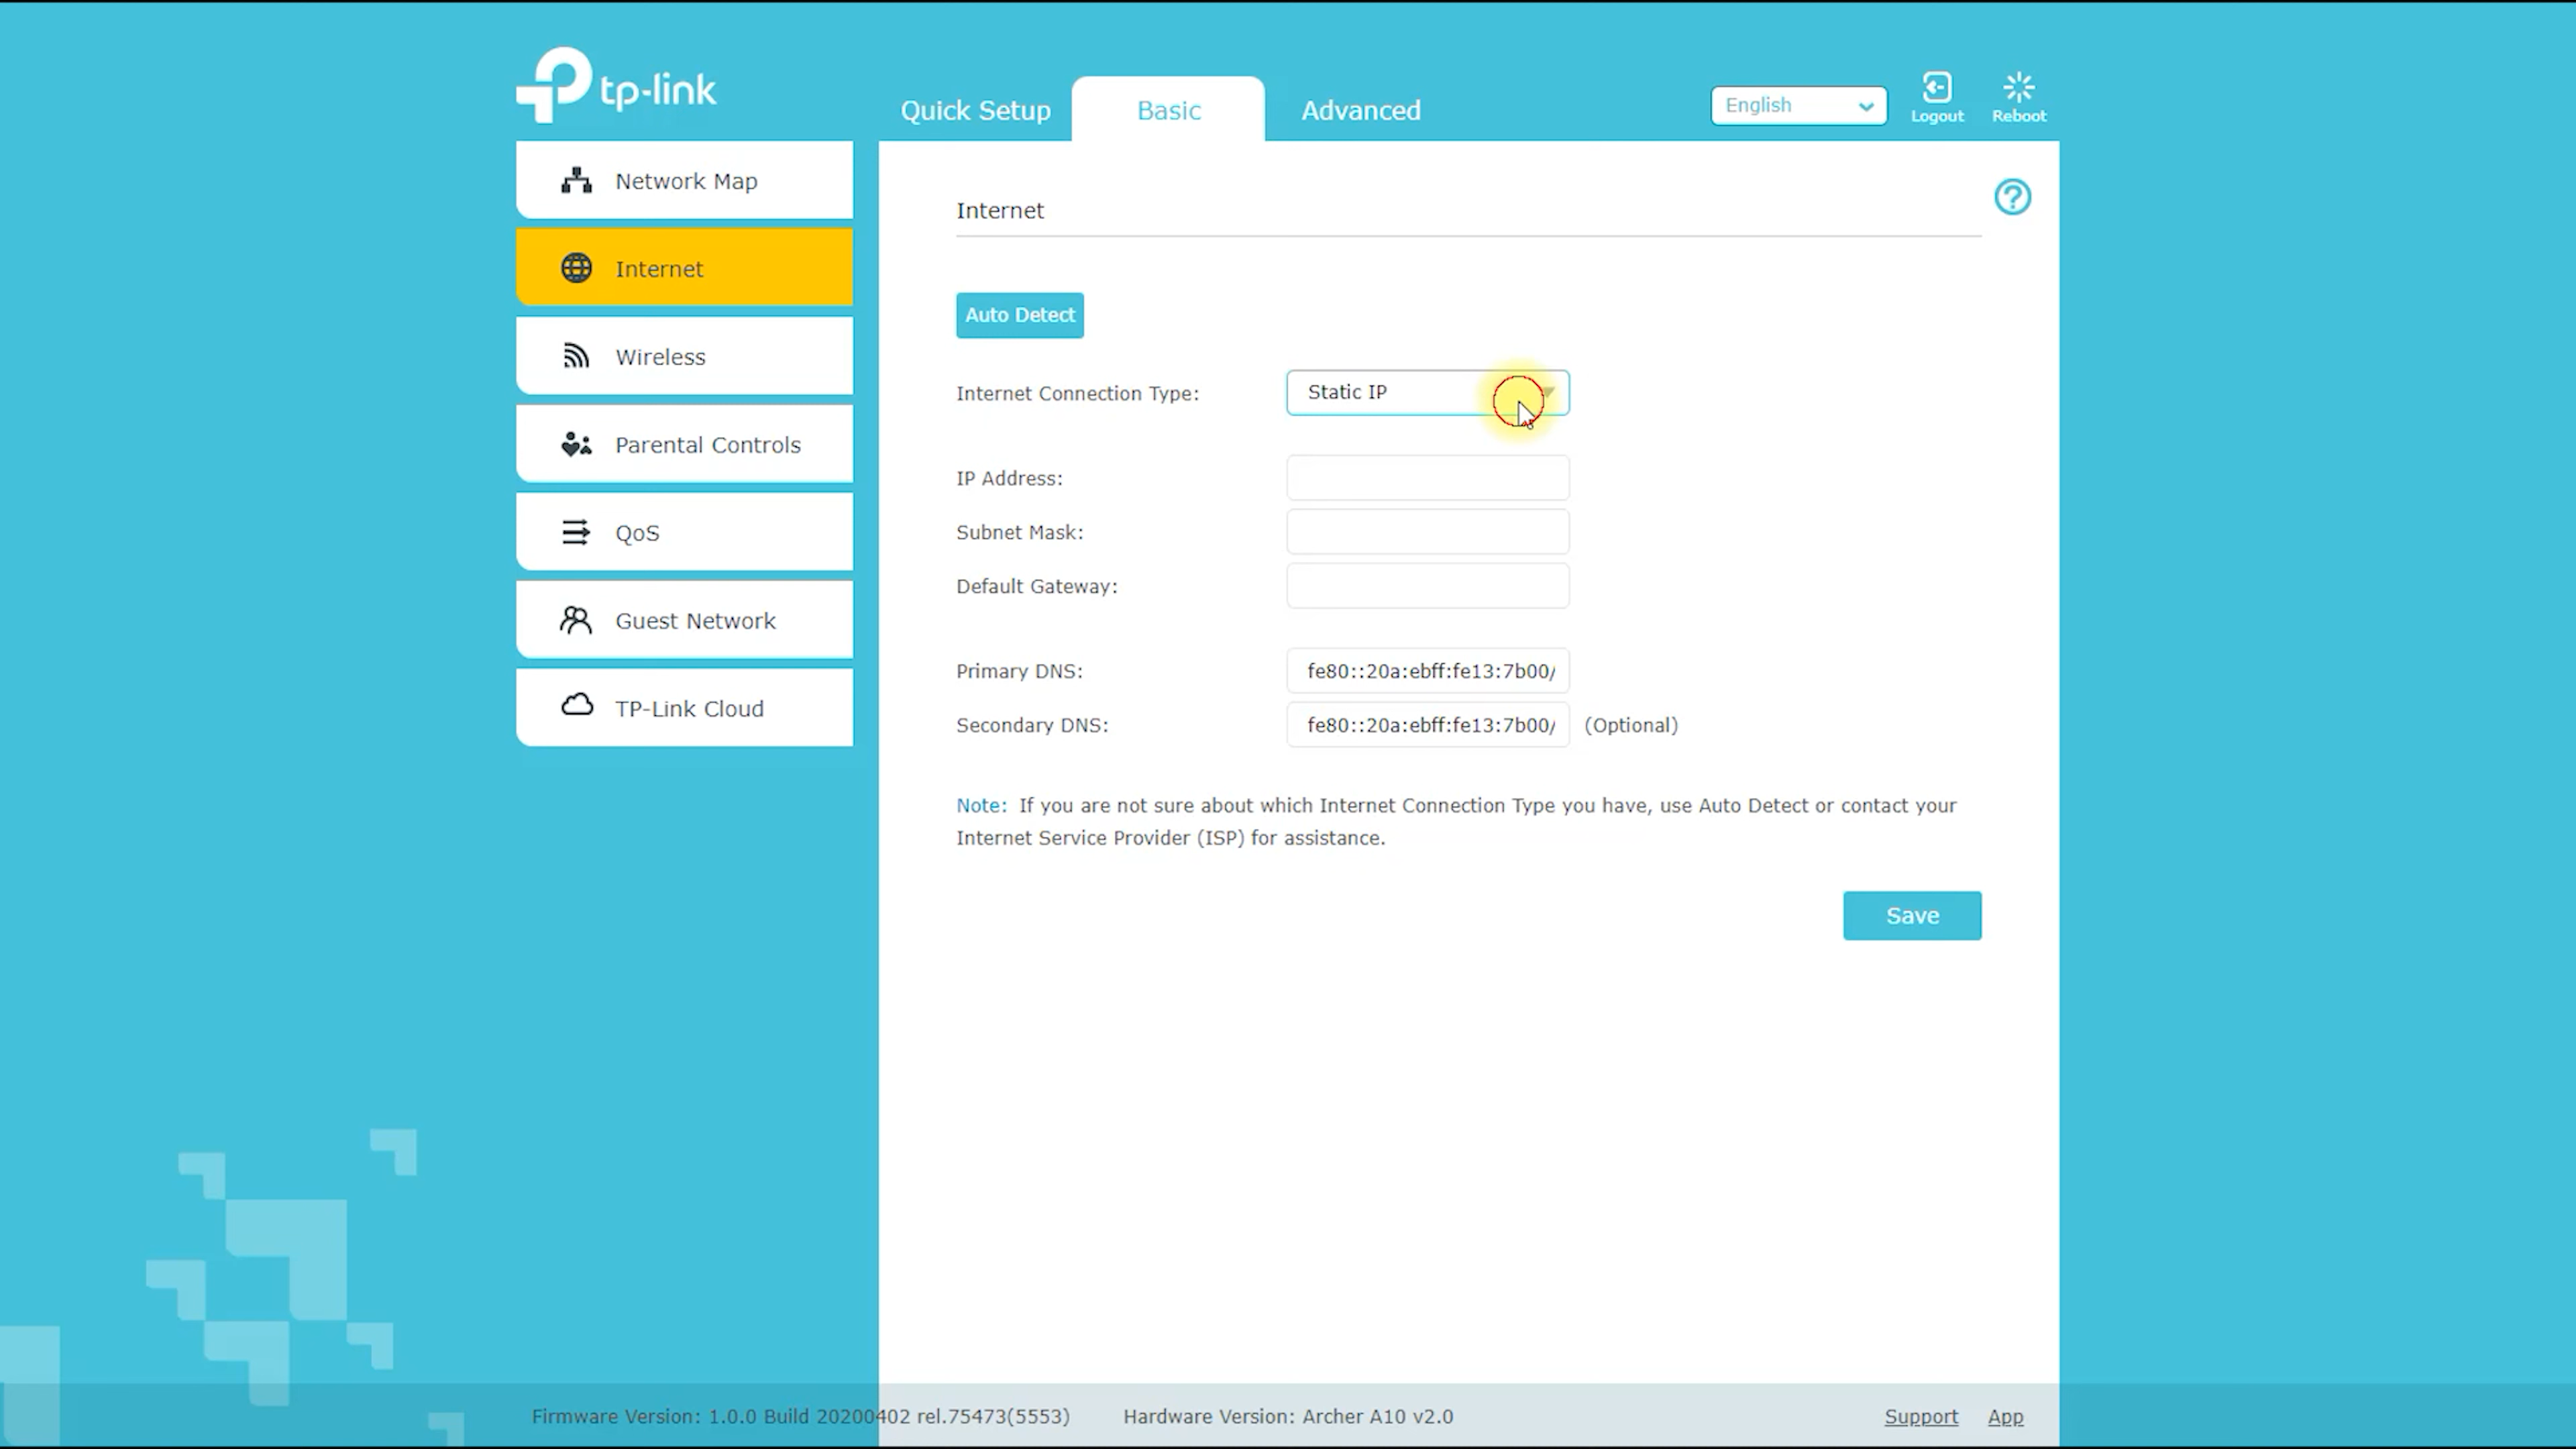 tp-link
Quick Setup
Basic
Advanced
English
Logout
Reboot
Network Map
Internet
Wireless
Parental Controls
QoS
Guest Network
TP-Link Cloud
Internet
Auto Detect
Internet Connection Type: Static IP
IP Address:
Subnet Mask:
Default Gateway:
Primary DNS: fe80::20a:ebff:fe13:7b00/
Secondary DNS: fe80::20a:ebff:fe13:7b00/ (Optional)
Note: If you are not sure about which Internet Connection Type you have, use Auto Detect or contact your
Internet Service Provider (ISP) for assistance.
Save
Firmware Version: 1.0.0 Build 20200402 rel.75473(5553) Hardware Version: Archer A10 v2.0 Support App